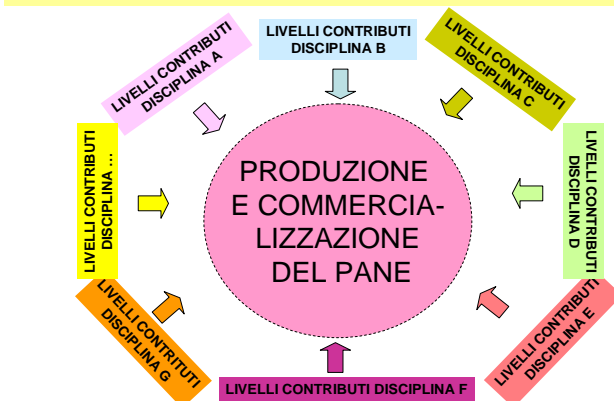 LIVELLI CONTRIBUTI
DISCIPLINA A
LIVELLI CONTRIBUTI
DISCIPLINA B
LIVELLI CONTRIBUTI
DISCIPLINA C
LIVELLI CONTRIBUTI
DISCIPLINA ...
PRODUZIONE
E COMMERCIA-
LIZZAZIONE
DEL PANE
LIVELLI CONTRIBUTI
DISCIPLINA D
LIVELLI CONTRITUTI
DISCIPLINA G
LIVELLI CONTRIBUTI DISCIPLINA F
LIVELLI CONTRIBUTI
DISCIPLINA E